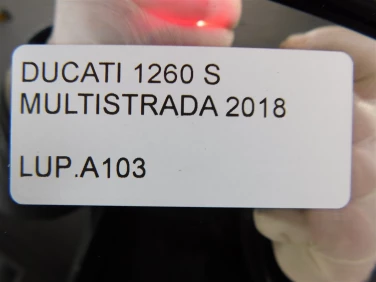 DUCATI 1260 S
MULTISTRADA 2018
LUP.A103